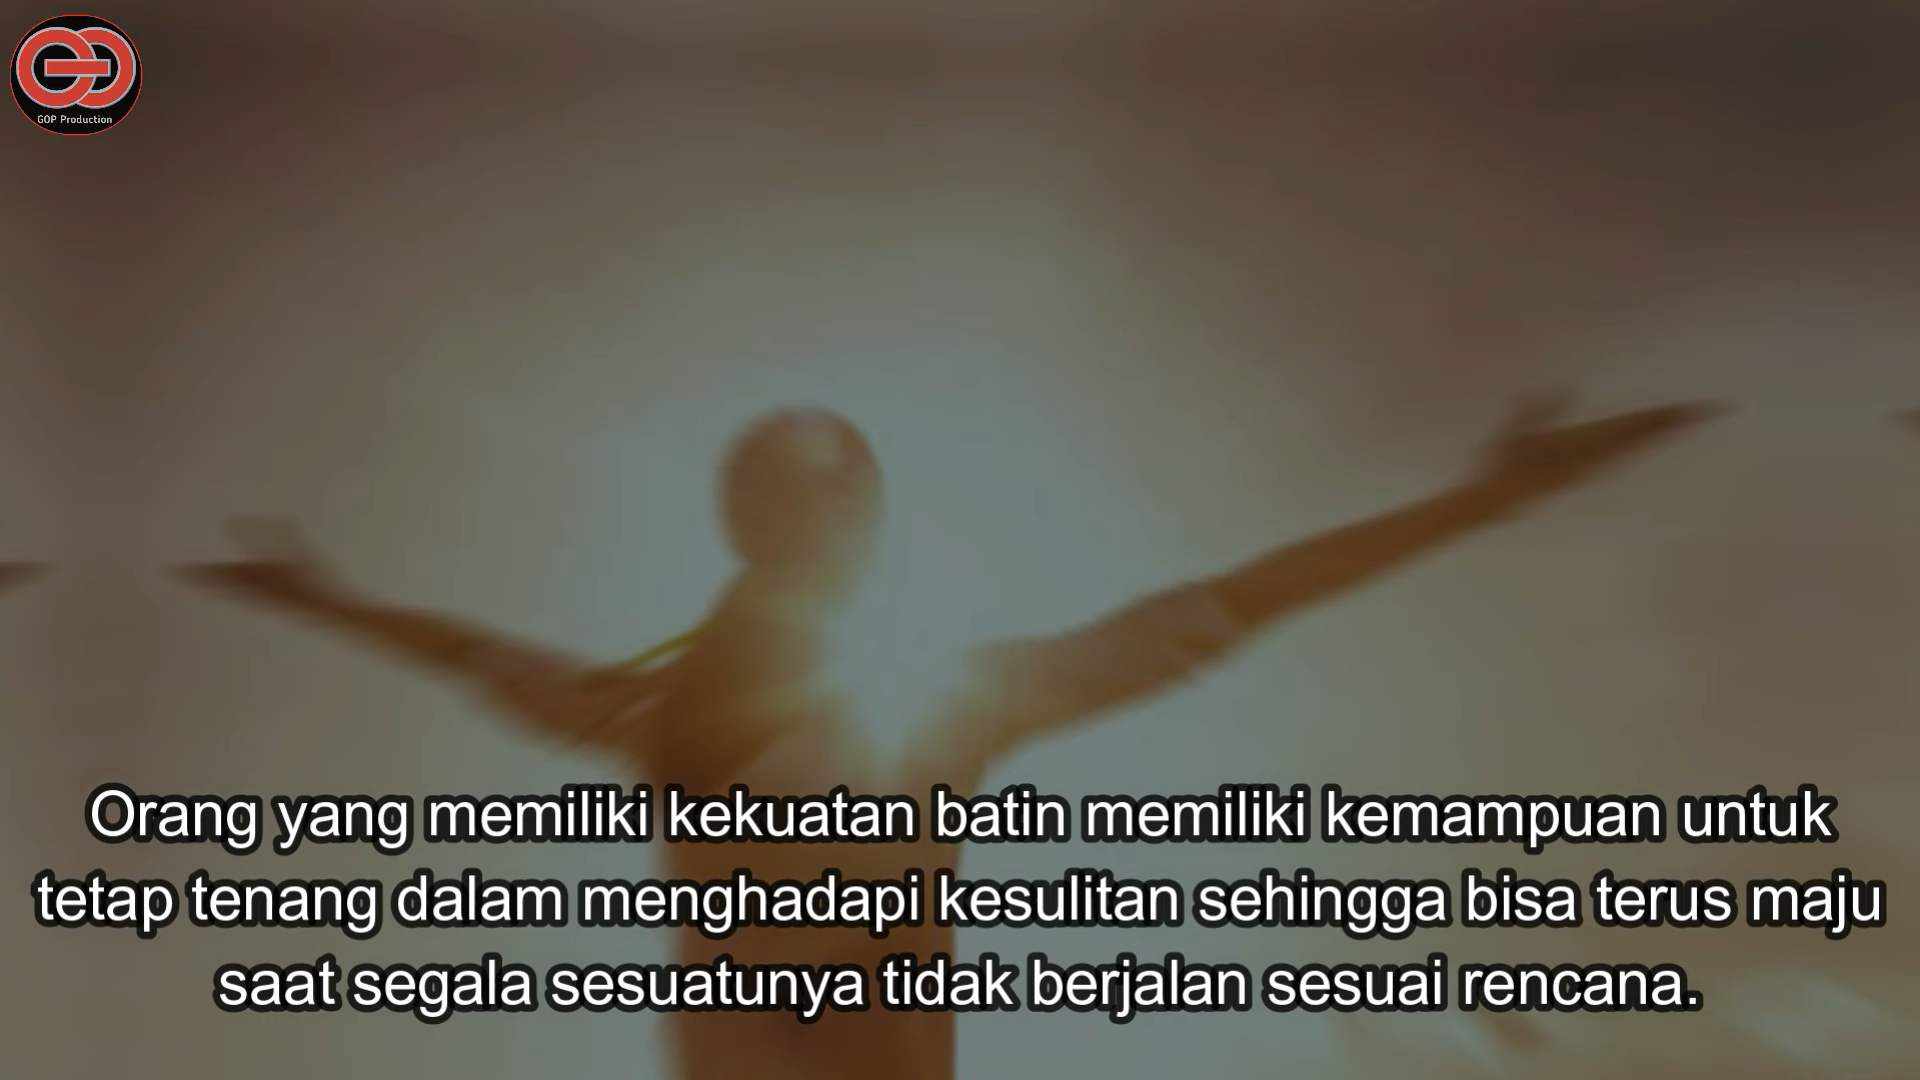 GOP Production
Orang yang memiliki kekuatan batin memiliki kemampuan untuk
tetap tenang dalam menghadapi kesulitan sehingga bisa terus maju
saat segala sesuatunya tidak berjalan sesuai rencana.